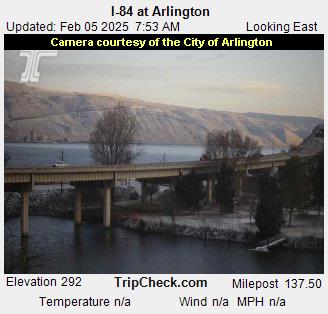 I-84 at Arlington
Updated: Feb 05 2025 7:53 AM Looking East
Camera courtesy of the City of Arlington
Elevation 292 TripCheck.com Milepost 137.50
Temperature n/a Wind n/a MPH n/a